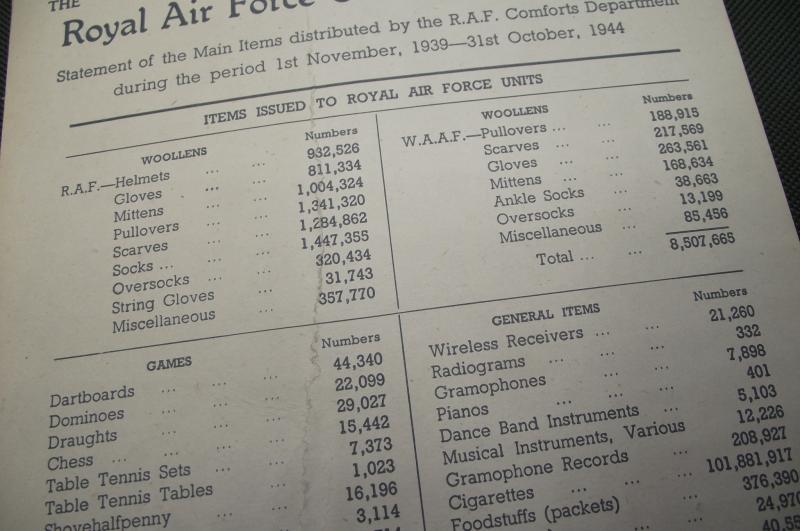 THE
Royal Air Force
Statement of the Main Items distributed by the R.A.F. Comforts Department
during the period 1st November, 1939—31st October, 1944
ITEMS ISSUED TO ROYAL AIR FORCE UNITS
WOOLLENS Numbers
R.A.F.—Helmets ... ... 932,526
Gloves ... ... 811,334
Mittens ... ... 1,004,324
Pullovers ... ... 1,341,320
Scarves ... ... 1,284,862
Socks ... ... ... 1,447,355
Oversocks ... ... 320,434
String Gloves ... 31,743
Miscellaneous ... 357,770
WOOLLENS Numbers
W.A.A.F.—Pullovers ... ... 188,915
Scarves ... ... 217,569
Gloves ... ... 263,561
Mittens ... ... 168,634
Ankle Socks ... 38,663
Oversocks ... 13,199
Miscellaneous ... 85,456
Total ... ... 8,507,665
GAMES Numbers
Dartboards ... ... ... 44,340
Dominoes ... ... ... 22,099
Draughts ... ... ... 29,027
Chess ... ... ... 15,442
Table Tennis Sets ... ... 7,373
Table Tennis Tables ... 1,023
Shovehalfpenny ... ... 16,196
3,114
GENERAL ITEMS Numbers
Wireless Receivers ... ... 21,260
Radiograms ... ... ... 332
Gramophones ... ... 7,898
Pianos ... ... ... 401
Dance Band Instruments ... 5,103
Musical Instruments, Various 12,226
Gramophone Records ... 208,927
Cigarettes ... ... ... 101,881,917
Foodstuffs (packets) ... 376,390